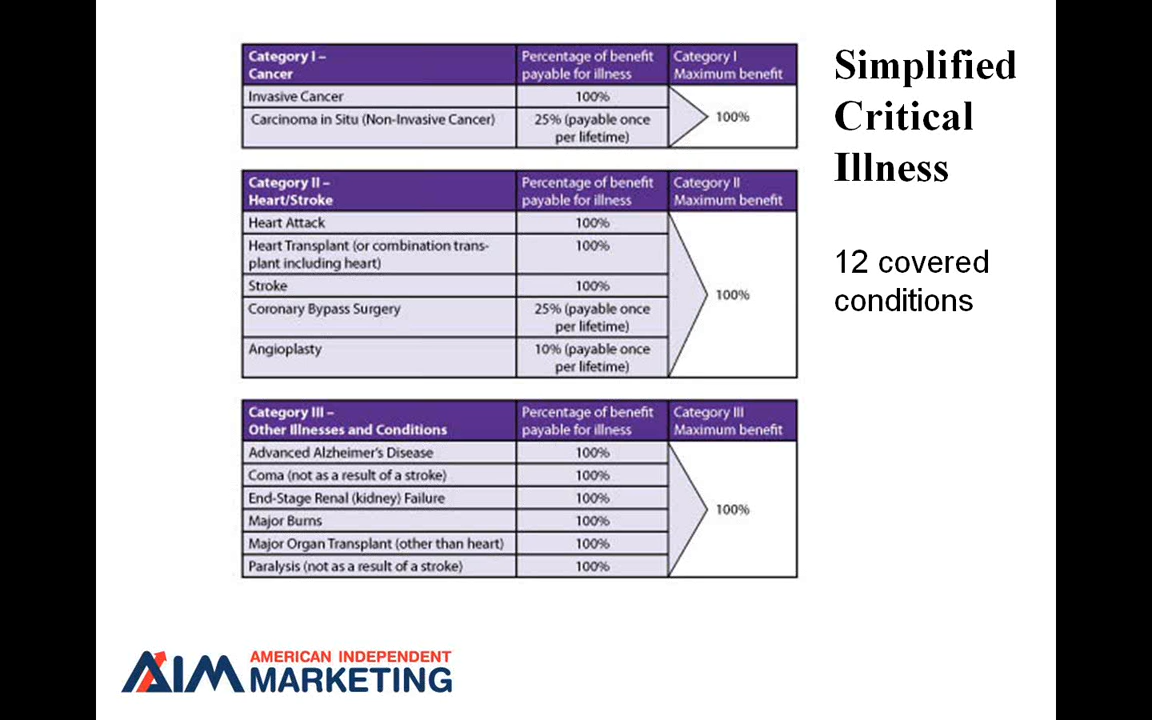 Category I – Percentage of benefit Category I
Cancer payable for illness Maximum benefit
Invasive Cancer 100%
Carcinoma in Situ (Non-Invasive Cancer) 25% (payable once
per lifetime)
100%
Category II – Percentage of benefit Category II
Heart/Stroke payable for illness Maximum benefit
Heart Attack 100%
Heart Transplant (or combination trans- 100%
plant including heart)
Stroke 100%
Coronary Bypass Surgery 25% (payable once
per lifetime)
Angioplasty 10% (payable once
per lifetime)
100%
Category III – Percentage of benefit Category III
Other Illnesses and Conditions payable for illness Maximum benefit
Advanced Alzheimer's Disease 100%
Coma (not as a result of a stroke) 100%
End-Stage Renal (kidney) Failure 100%
Major Burns 100%
Major Organ Transplant (other than heart) 100%
Paralysis (not as a result of a stroke) 100%
100%
Simplified
Critical
Illness
12 covered
conditions
AIM AMERICAN INDEPENDENT
MARKETING